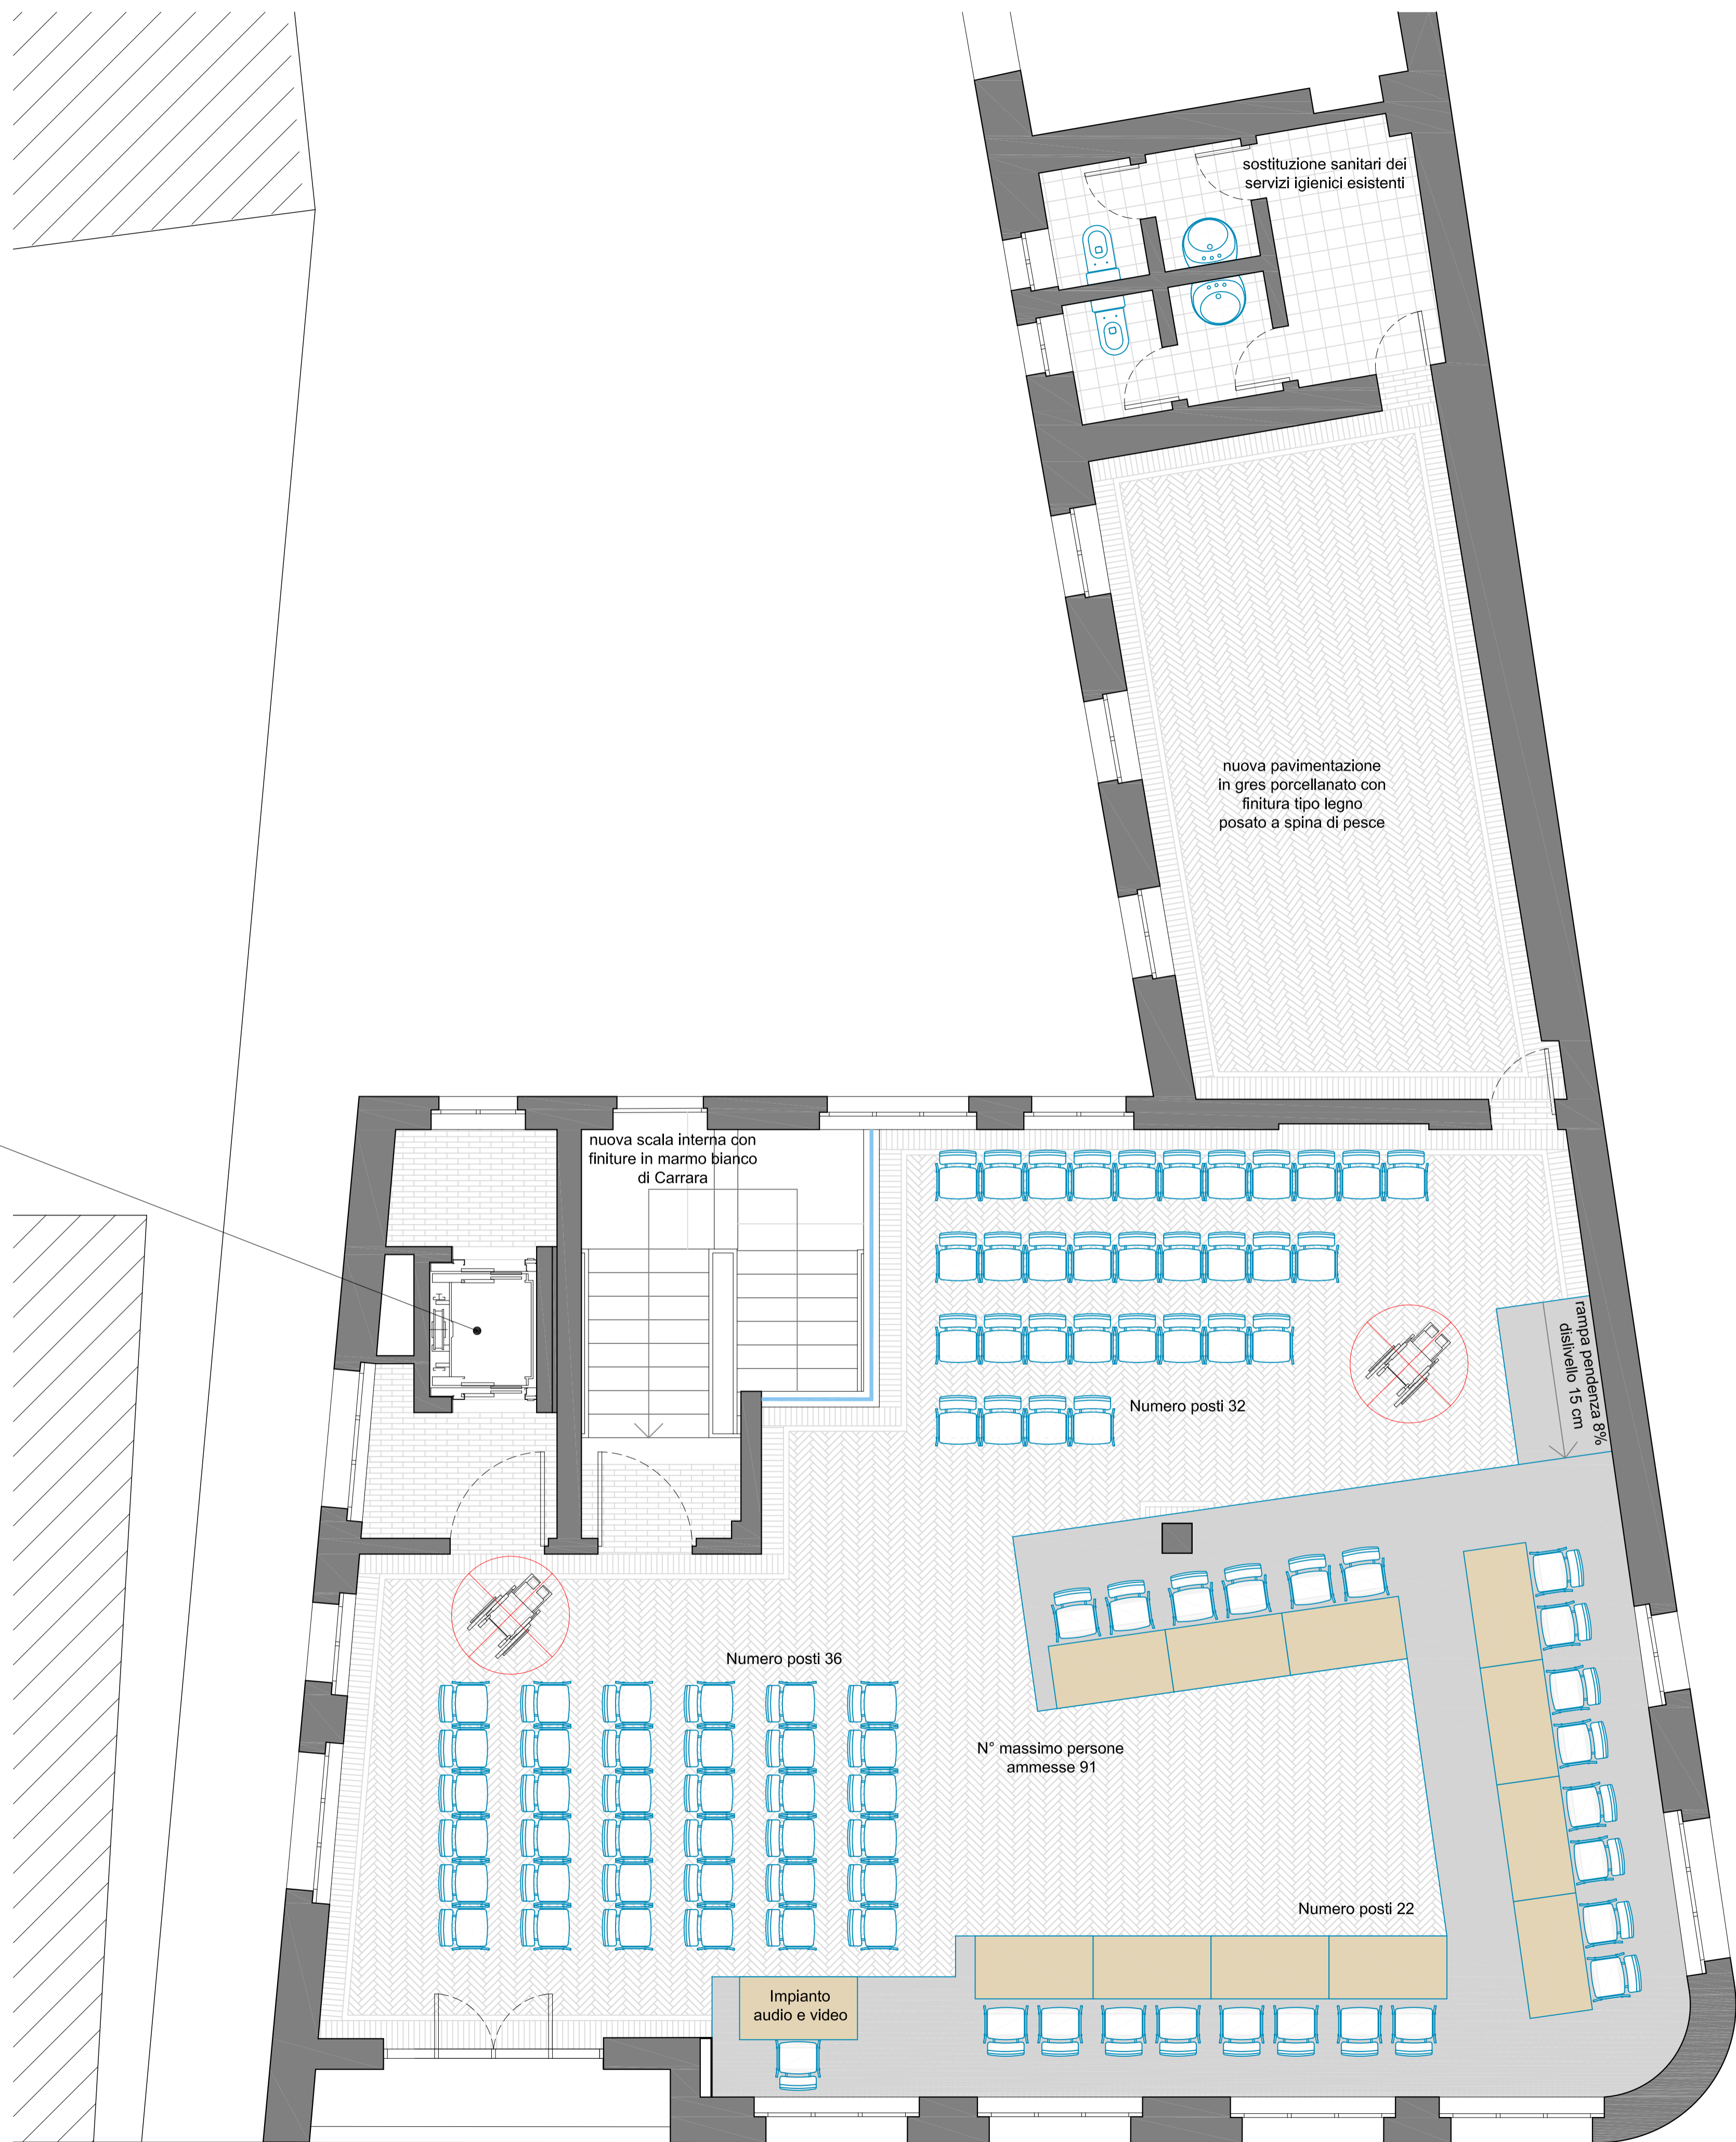 sostituzione sanitari dei
servizi igienici esistenti
nuova pavimentazione
in gres porcellanato con
finitura tipo legno
posato a spina di pesce
nuova scala interna con
finiture in marmo bianco
di Carrara
rampa pendenza 8%
dislivello 15 cm
Numero posti 32
Numero posti 36
N° massimo persone
ammesse 91
Numero posti 22
Impianto
audio e video